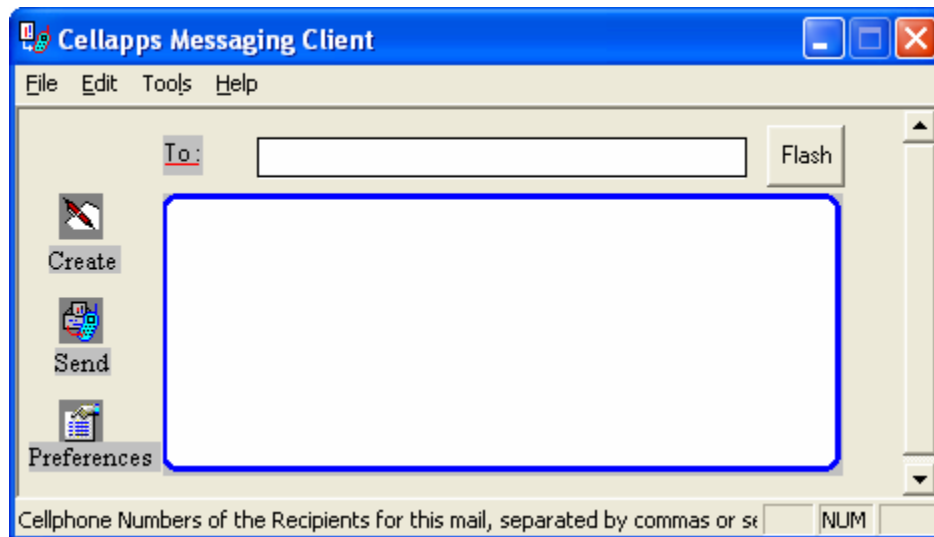 Cellapps Messaging Client
File Edit Tools Help
To: Flash
Create
Send
Preferences
Cellphone Numbers of the Recipients for this mail, separated by commas or se NUM